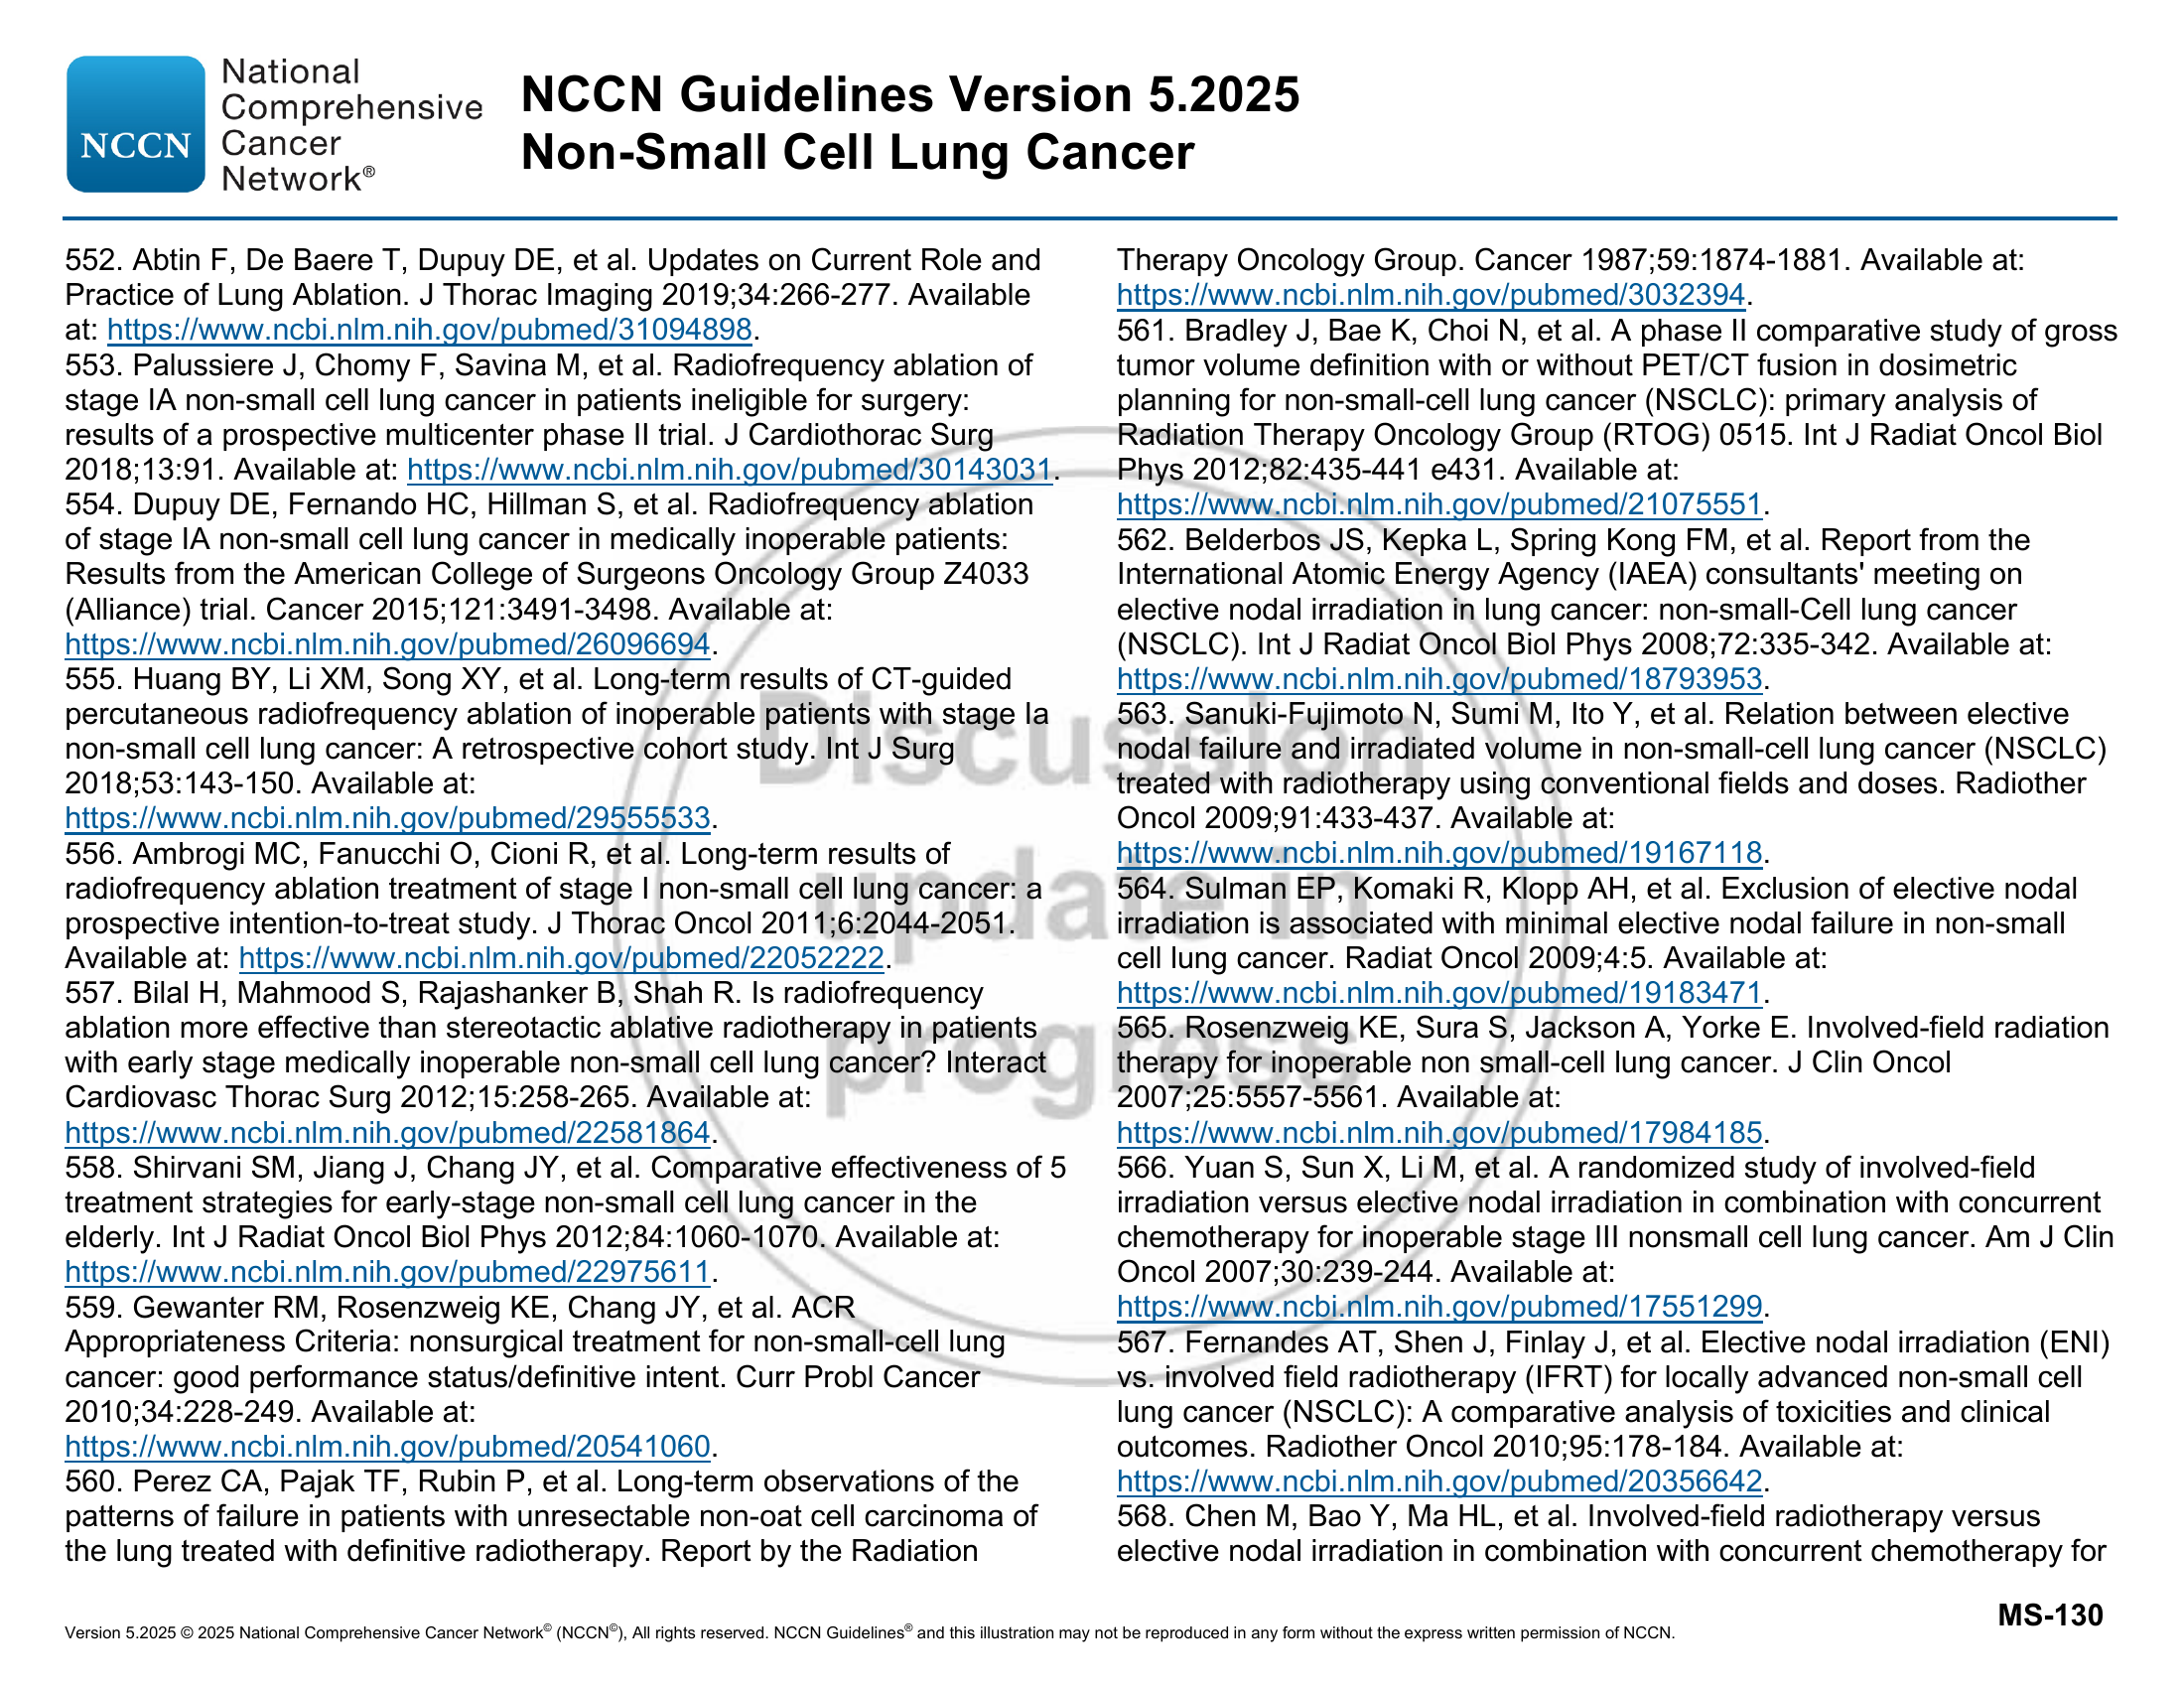 National
Comprehensive
NCCN Cancer
Network®
NCCN Guidelines Version 5.2025
Non-Small Cell Lung Cancer
552. Abtin F, De Baere T, Dupuy DE, et al. Updates on Current Role and
Practice of Lung Ablation. J Thorac Imaging 2019;34:266-277. Available
at: https://www.ncbi.nlm.nih.gov/pubmed/31094898.
553. Palussiere J, Chomy F, Savina M, et al. Radiofrequency ablation of
stage IA non-small cell lung cancer in patients ineligible for surgery:
results of a prospective multicenter phase II trial. J Cardiothorac Surg
2018;13:91. Available at: https://www.ncbi.nlm.nih.gov/pubmed/30143031.
554. Dupuy DE, Fernando HC, Hillman S, et al. Radiofrequency ablation
of stage IA non-small cell lung cancer in medically inoperable patients:
Results from the American College of Surgeons Oncology Group Z4033
(Alliance) trial. Cancer 2015;121:3491-3498. Available at:
https://www.ncbi.nlm.nih.gov/pubmed/26096694.
555. Huang BY, Li XM, Song XY, et al. Long-term results of CT-guided
percutaneous radiofrequency ablation of inoperable patients with stage Ia
non-small cell lung cancer: A retrospective cohort study. Int J Surg
2018;53:143-150. Available at:
https://www.ncbi.nlm.nih.gov/pubmed/29555533.
556. Ambrogi MC, Fanucchi O, Cioni R, et al. Long-term results of
radiofrequency ablation treatment of stage I non-small cell lung cancer: a
prospective intention-to-treat study. J Thorac Oncol 2011;6:2044-2051.
Available at: https://www.ncbi.nlm.nih.gov/pubmed/22052222.
557. Bilal H, Mahmood S, Rajashanker B, Shah R. Is radiofrequency
ablation more effective than stereotactic ablative radiotherapy in patients
with early stage medically inoperable non-small cell lung cancer? Interact
Cardiovasc Thorac Surg 2012;15:258-265. Available at:
https://www.ncbi.nlm.nih.gov/pubmed/22581864.
558. Shirvani SM, Jiang J, Chang JY, et al. Comparative effectiveness of 5
treatment strategies for early-stage non-small cell lung cancer in the
elderly. Int J Radiat Oncol Biol Phys 2012;84:1060-1070. Available at:
https://www.ncbi.nlm.nih.gov/pubmed/22975611.
559. Gewanter RM, Rosenzweig KE, Chang JY, et al. ACR
Appropriateness Criteria: nonsurgical treatment for non-small-cell lung
cancer: good performance status/definitive intent. Curr Probl Cancer
2010;34:228-249. Available at:
https://www.ncbi.nlm.nih.gov/pubmed/20541060.
560. Perez CA, Pajak TF, Rubin P, et al. Long-term observations of the
patterns of failure in patients with unresectable non-oat cell carcinoma of
the lung treated with definitive radiotherapy. Report by the Radiation
Therapy Oncology Group. Cancer 1987;59:1874-1881. Available at:
https://www.ncbi.nlm.nih.gov/pubmed/3032394.
561. Bradley J, Bae K, Choi N, et al. A phase II comparative study of gross
tumor volume definition with or without PET/CT fusion in dosimetric
planning for non-small-cell lung cancer (NSCLC): primary analysis of
Radiation Therapy Oncology Group (RTOG) 0515. Int J Radiat Oncol Biol
Phys 2012;82:435-441 e431. Available at:
https://www.ncbi.nlm.nih.gov/pubmed/21075551.
562. Belderbos JS, Kepka L, Spring Kong FM, et al. Report from the
International Atomic Energy Agency (IAEA) consultants' meeting on
elective nodal irradiation in lung cancer: non-small-Cell lung cancer
(NSCLC). Int J Radiat Oncol Biol Phys 2008;72:335-342. Available at:
https://www.ncbi.nlm.nih.gov/pubmed/18793953.
563. Sanuki-Fujimoto N, Sumi M, Ito Y, et al. Relation between elective
nodal failure and irradiated volume in non-small-cell lung cancer (NSCLC)
treated with radiotherapy using conventional fields and doses. Radiother
Oncol 2009;91:433-437. Available at:
https://www.ncbi.nlm.nih.gov/pubmed/19167118.
564. Sulman EP, Komaki R, Klopp AH, et al. Exclusion of elective nodal
irradiation is associated with minimal elective nodal failure in non-small
cell lung cancer. Radiat Oncol 2009;4:5. Available at:
https://www.ncbi.nlm.nih.gov/pubmed/19183471.
565. Rosenzweig KE, Sura S, Jackson A, Yorke E. Involved-field radiation
therapy for inoperable non small-cell lung cancer. J Clin Oncol
2007;25:5557-5561. Available at:
https://www.ncbi.nlm.nih.gov/pubmed/17984185.
566. Yuan S, Sun X, Li M, et al. A randomized study of involved-field
irradiation versus elective nodal irradiation in combination with concurrent
chemotherapy for inoperable stage III nonsmall cell lung cancer. Am J Clin
Oncol 2007;30:239-244. Available at:
https://www.ncbi.nlm.nih.gov/pubmed/17551299.
567. Fernandes AT, Shen J, Finlay J, et al. Elective nodal irradiation (ENI)
vs. involved field radiotherapy (IFRT) for locally advanced non-small cell
lung cancer (NSCLC): A comparative analysis of toxicities and clinical
outcomes. Radiother Oncol 2010;95:178-184. Available at:
https://www.ncbi.nlm.nih.gov/pubmed/20356642.
568. Chen M, Bao Y, Ma HL, et al. Involved-field radiotherapy versus
elective nodal irradiation in combination with concurrent chemotherapy for
Discussion
update in
progress
MS-130
Version 5.2025 © 2025 National Comprehensive Cancer Network© (NCCN©), All rights reserved. NCCN Guidelines® and this illustration may not be reproduced in any form without the express written permission of NCCN.